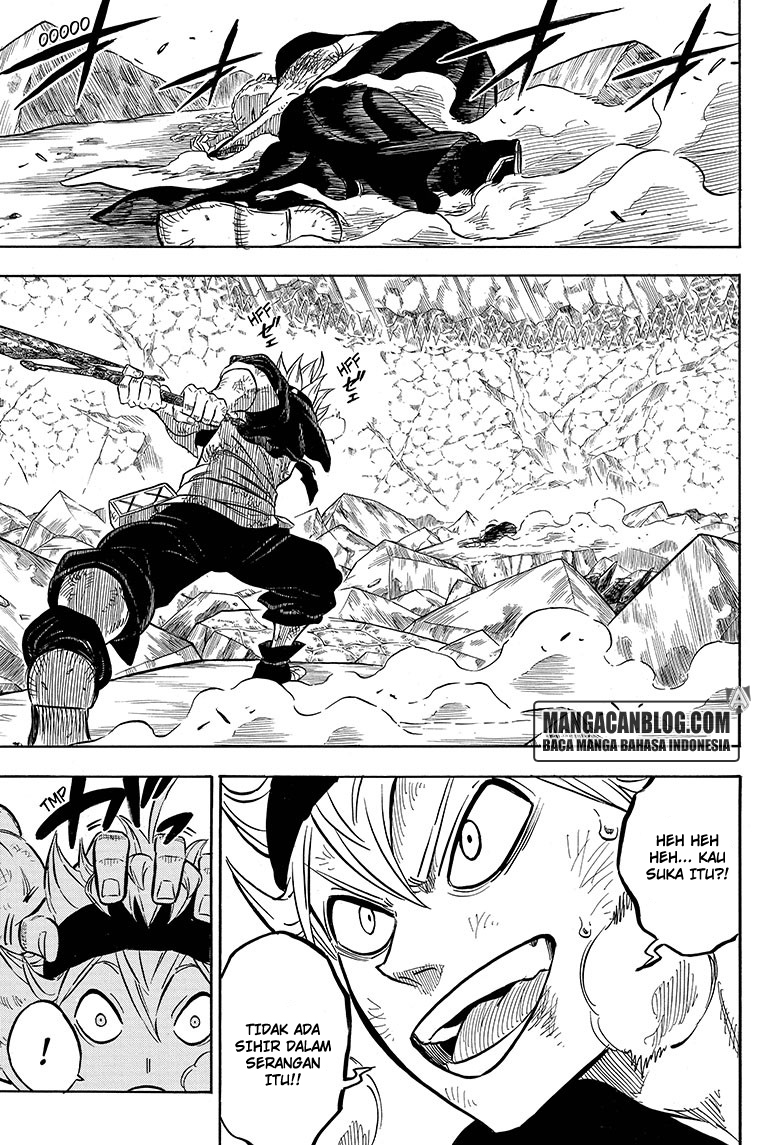 OOOOO
HFF
HFF
MANGACANBLOG.COM
BACA MANGA BAHASA INDONESIA
HEH HEH
HEH... KAU
SUKA ITU?!
TIDAK ADA
SIHIR DALAM
SERANGAN
ITU!!
TMP
!